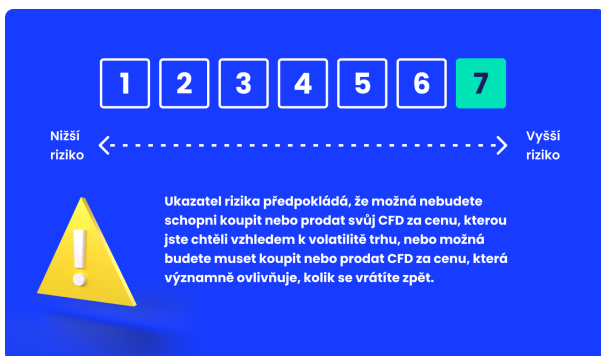 1 2 3 4 5 6 7
Nižší
riziko
Vyšší
riziko
Ukazatel rizika předpokládá, že možná nebudete
schopni koupit nebo prodat svůj CFD za cenu, kterou
jste chtěli vzhledem k volatilitě trhu, nebo možná
budete muset koupit nebo prodat CFD za cenu, která
významně ovlivňuje, kolik se vrátíte zpět.